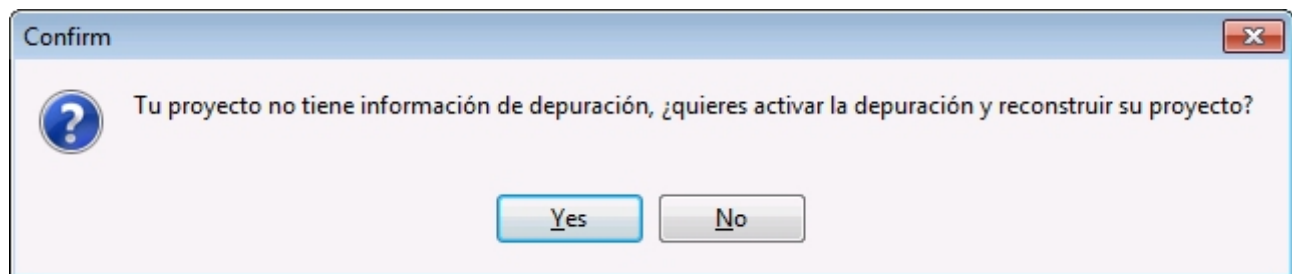 Confirm
Tu proyecto no tiene información de depuración, ¿quieres activar la depuración y reconstruir su proyecto?
Yes
No